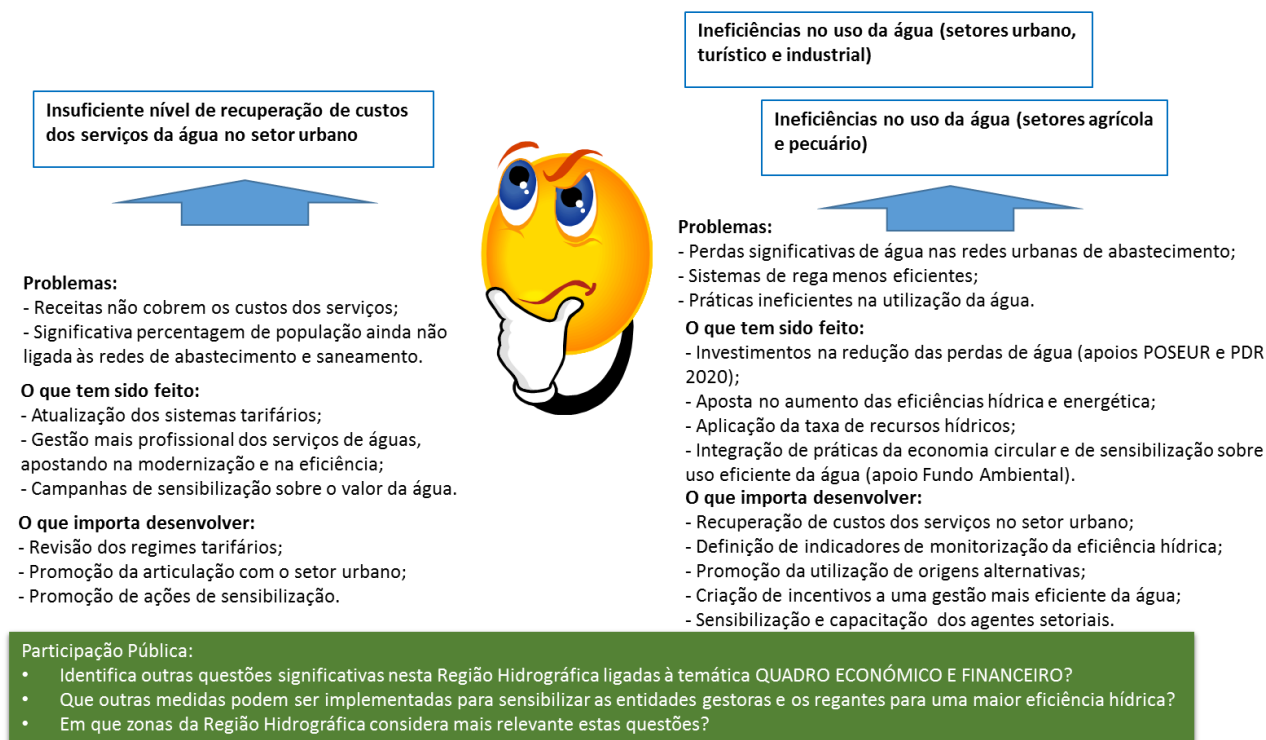 Insuficiente nível de recuperação de custos
dos serviços da água no setor urbano
Problemas:
- Receitas não cobrem os custos dos serviços;
- Significativa percentagem de população ainda não
ligada às redes de abastecimento e saneamento.
O que tem sido feito:
- Atualização dos sistemas tarifários;
- Gestão mais profissional dos serviços de águas,
apostando na modernização e na eficiência;
- Campanhas de sensibilização sobre o valor da água.
O que importa desenvolver:
- Revisão dos regimes tarifários;
- Promoção da articulação com o setor urbano;
- Promoção de ações de sensibilização.
Ineficiências no uso da água (setores urbano,
turístico e industrial)
Ineficiências no uso da água (setores agrícola
e pecuário)
Problemas:
- Perdas significativas de água nas redes urbanas de abastecimento;
- Sistemas de rega menos eficientes;
- Práticas ineficientes na utilização da água.
O que tem sido feito:
- Investimentos na redução das perdas de água (apoios POSEUR e PDR
2020);
- Aposta no aumento das eficiências hídrica e energética;
- Aplicação da taxa de recursos hídricos;
- Integração de práticas da economia circular e de sensibilização sobre
uso eficiente da água (apoio Fundo Ambiental).
O que importa desenvolver:
- Recuperação de custos dos serviços no setor urbano;
- Definição de indicadores de monitorização da eficiência hídrica;
- Promoção da utilização de origens alternativas;
- Criação de incentivos a uma gestão mais eficiente da água;
- Sensibilização e capacitação dos agentes setoriais.
Participação Pública:
• Identifica outras questões significativas nesta Região Hidrográfica ligadas à temática QUADRO ECONÓMICO E FINANCEIRO?
• Que outras medidas podem ser implementadas para sensibilizar as entidades gestoras e os regantes para uma maior eficiência hídrica?
• Em que zonas da Região Hidrográfica considera mais relevante estas questões?